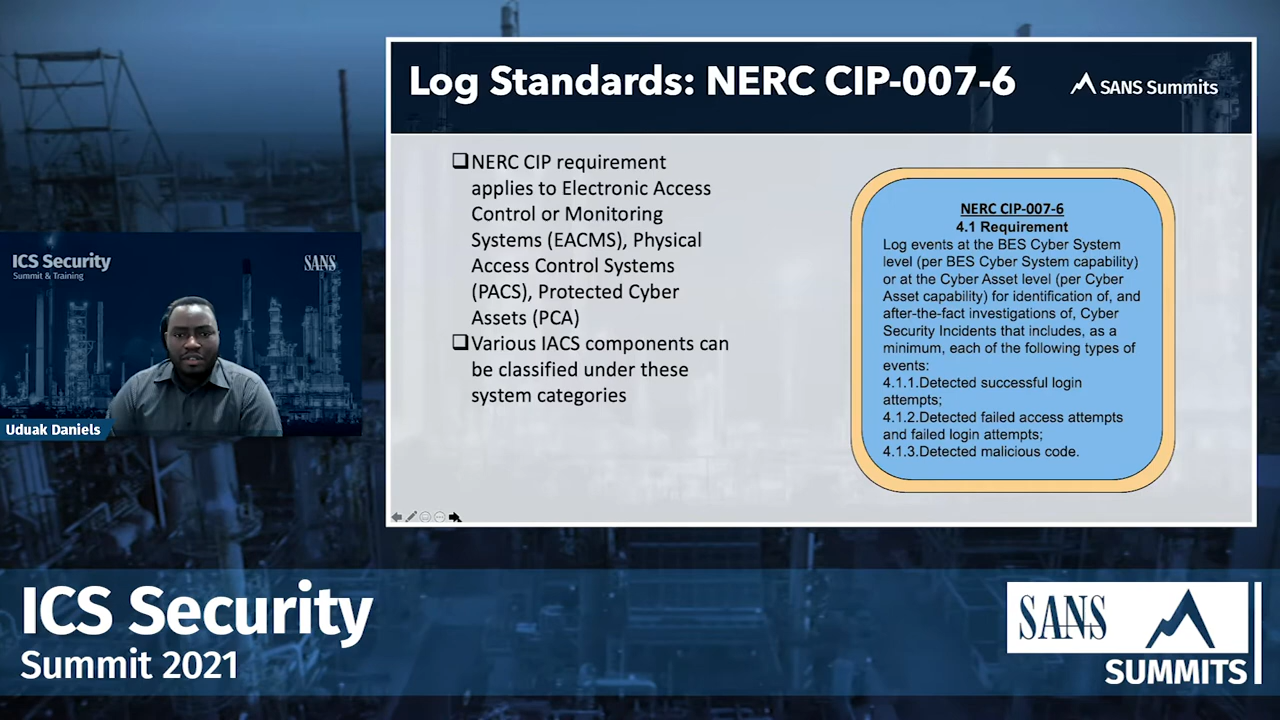 Log Standards: NERC CIP-007-6
SANS Summits
❑NERC CIP requirement
applies to Electronic Access
Control or Monitoring
Systems (EACMS), Physical
Access Control Systems
(PACS), Protected Cyber
Assets (PCA)
❑Various IACS components can
be classified under these
system categories
NERC CIP-007-6
4.1 Requirement
Log events at the BES Cyber System
level (per BES Cyber System capability)
or at the Cyber Asset level (per Cyber
Asset capability) for identification of, and
after-the-fact investigations of, Cyber
Security Incidents that includes, as a
minimum, each of the following types of
events:
4.1.1.Detected successful login
attempts;
4.1.2.Detected failed access attempts
and failed login attempts;
4.1.3.Detected malicious code.
ICS Security
Summit & Training
SANS
Uduak Daniels
ICS Security
Summit 2021
SANS
SUMMITS